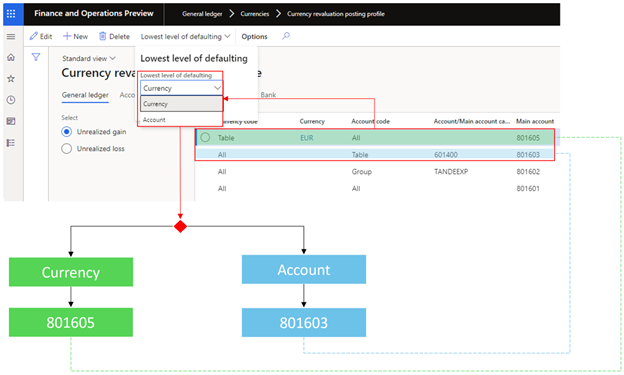 Finance and Operations Preview
General ledger > Currencies > Currency revaluation posting profile
Edit + New Delete Lowest level of defaulting Options
Standard view
Lowest level of defaulting
Currency reva
e
Lowest level of defaulting
Currency
Currency
Account
General ledger Acco
Bank
Select
Unrealized gain
Unrealized loss
rrency code Currency Account code Account/Main account ca... Main account
Table EUR All 801605
All Table 601400 801603
All Group TANDEEXP 801602
All All 801601
Currency Account
801605 801603